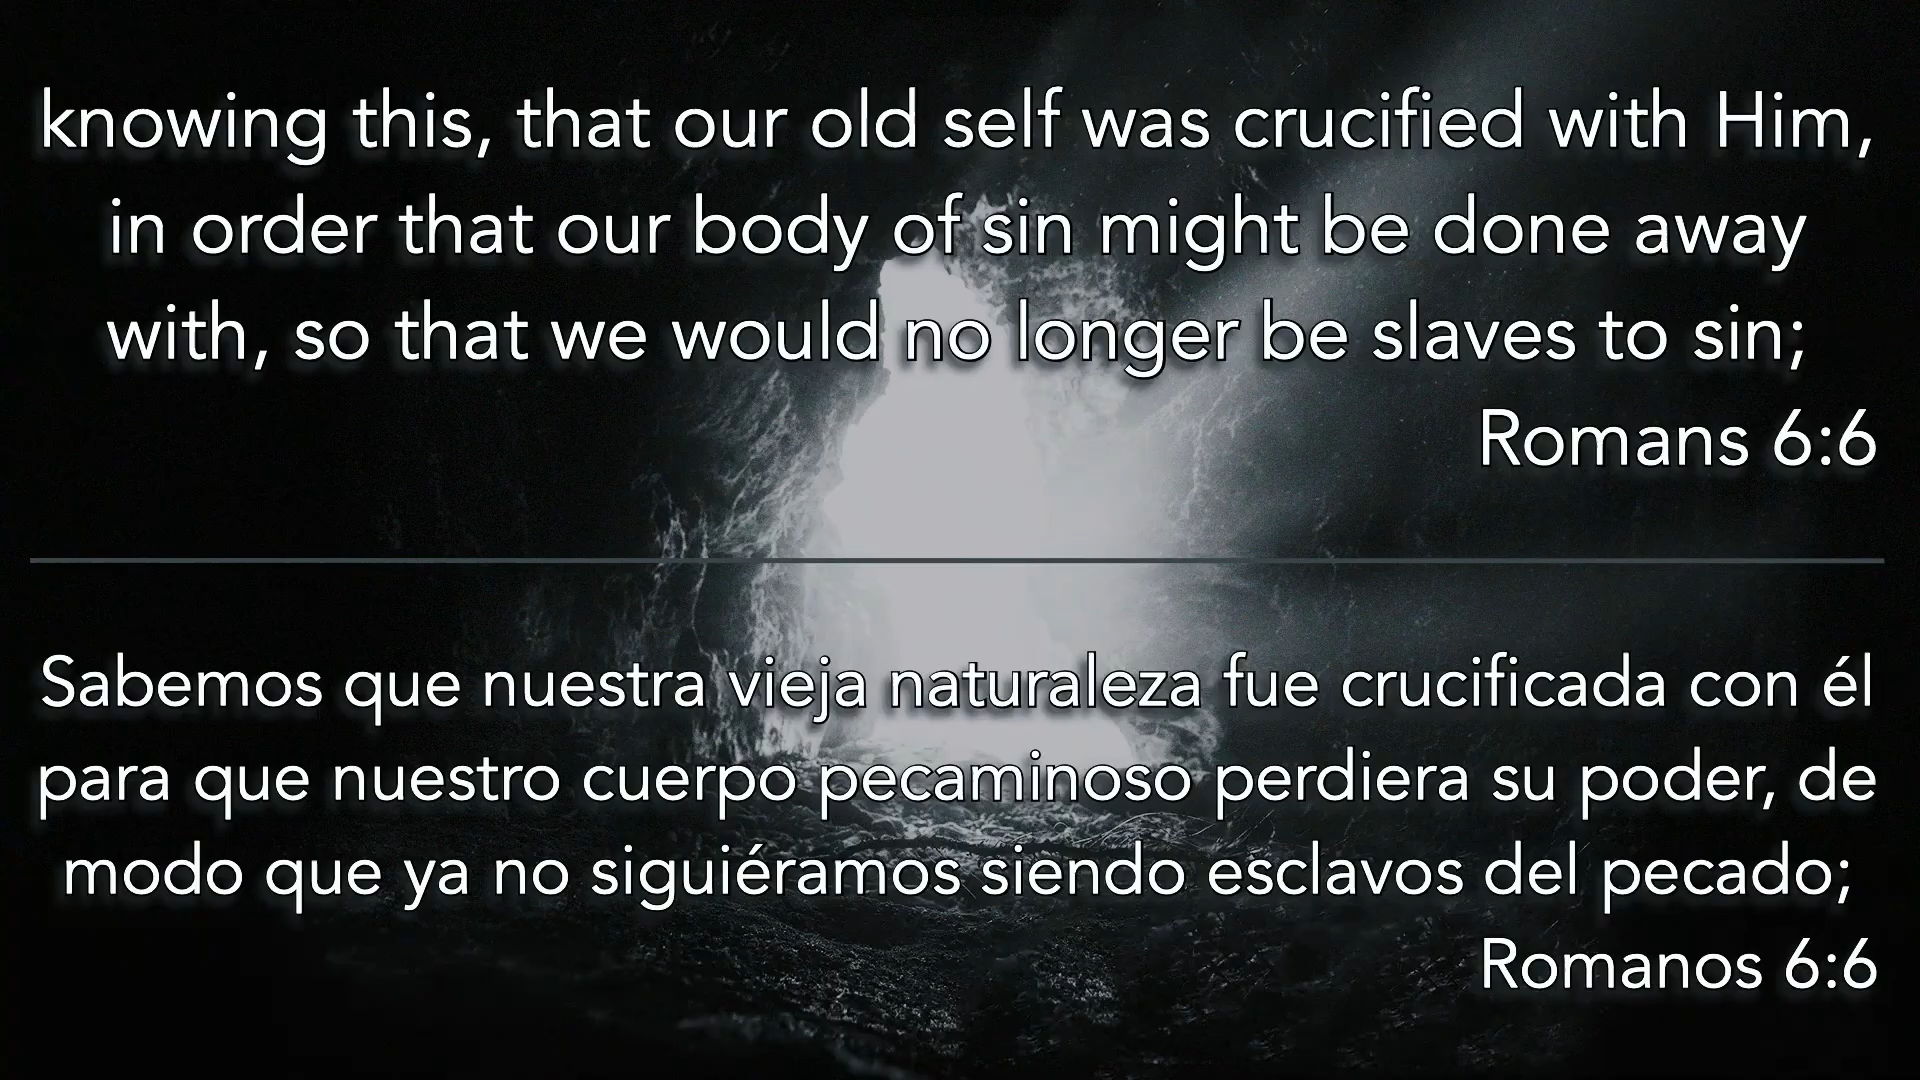 knowing this, that our old self was crucified with Him,
in order that our body of sin might be done away
with, so that we would no longer be slaves to sin;
Romans 6:6
Sabemos que nuestra vieja naturaleza fue crucificada con él
para que nuestro cuerpo pecaminoso perdiera su poder, de
modo que ya no siguiéramos siendo esclavos del pecado;
Romanos 6:6